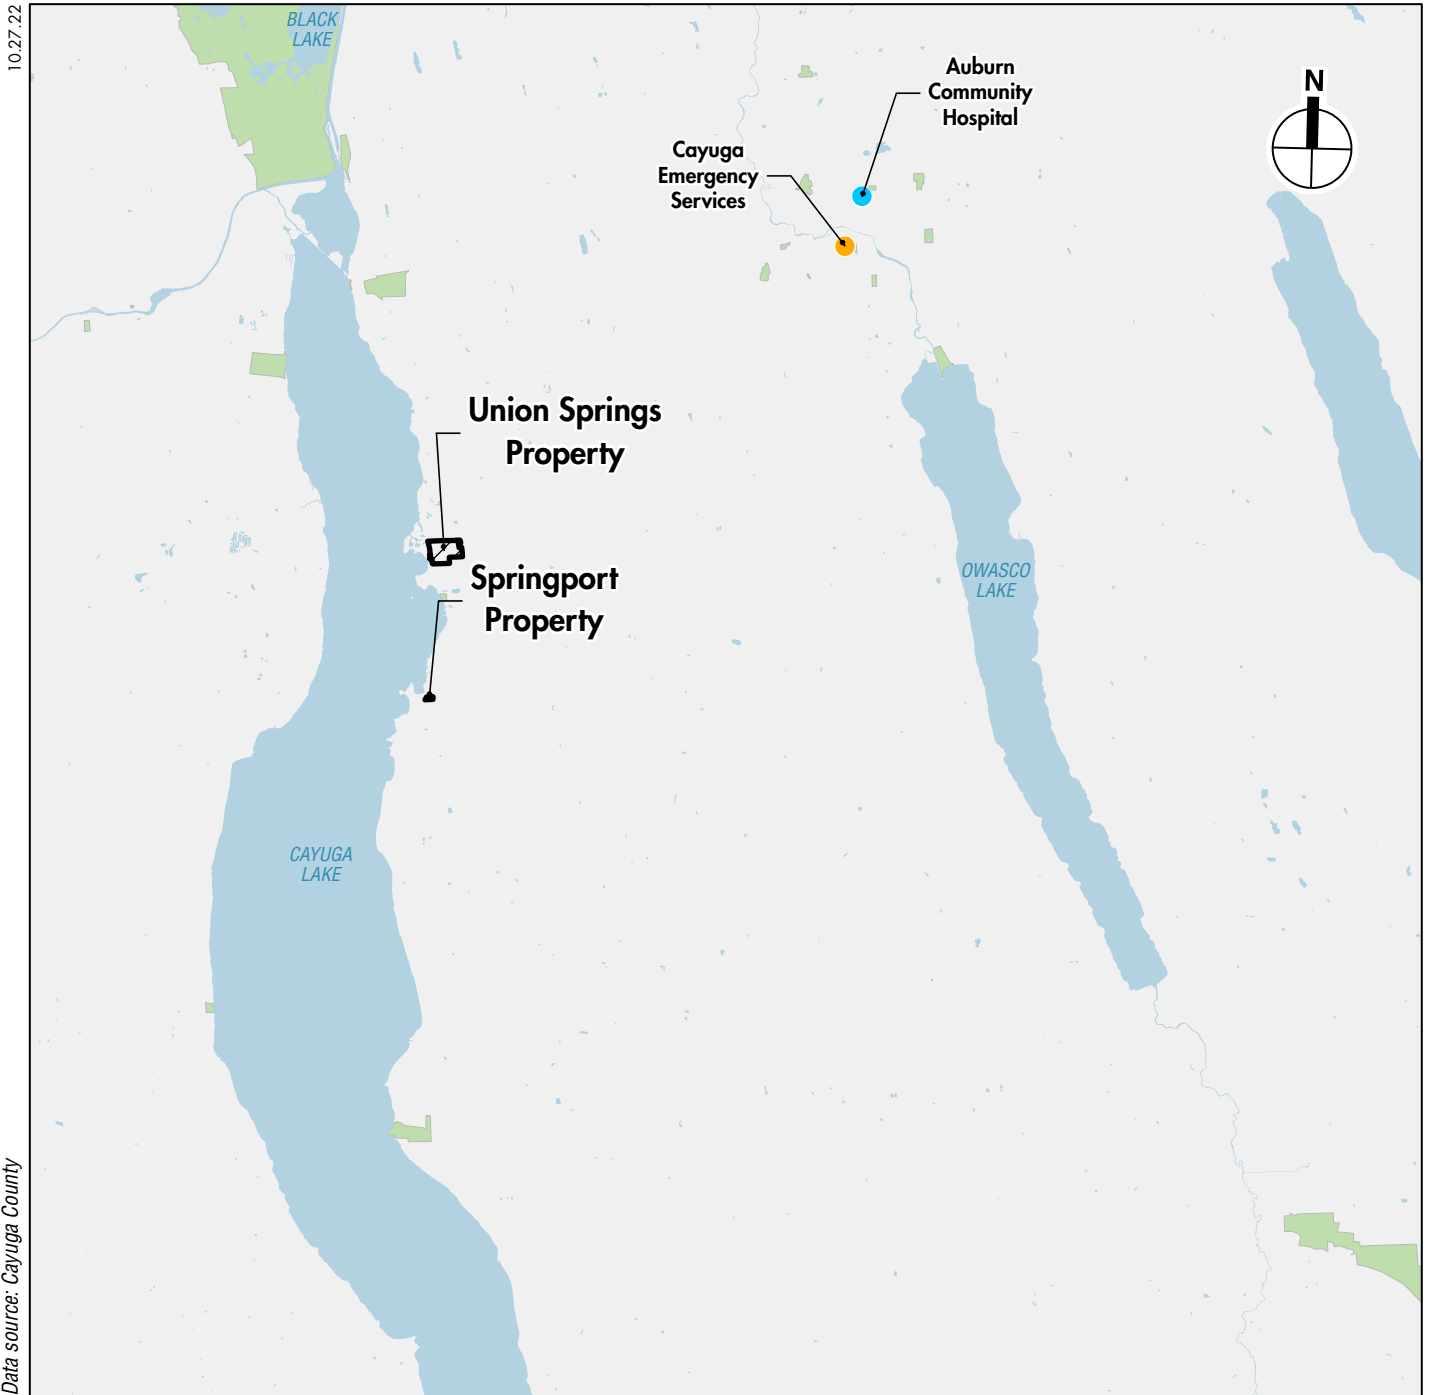 10.27.22
BLACK
LAKE
Auburn
Community
Hospital
N
Cayuga
Emergency
Services
Union Springs
Property
Springport
Property
OWASCO
LAKE
CAYUGA
LAKE
Data source: Cayuga County